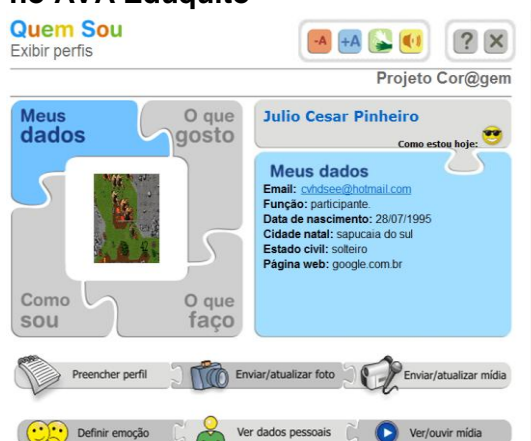 no AVA Eduquito
Quem Sou
Exibir perfis
-A +A ? X
Projeto Cor@gem
Meus dados
O que gosto
Como sou
O que faço
Julio Cesar Pinheiro
Como estou hoje:
Meus dados
Email: cvhdsee@hotmail.com
Função: participante.
Data de nascimento: 28/07/1995
Cidade natal: sapucaia do sul
Estado civil: solteiro
Página web: google.com.br
Preencher perfil
Enviar/atualizar foto
Enviar/atualizar mídia
Definir emoção
Ver dados pessoais
Ver/ouvir mídia